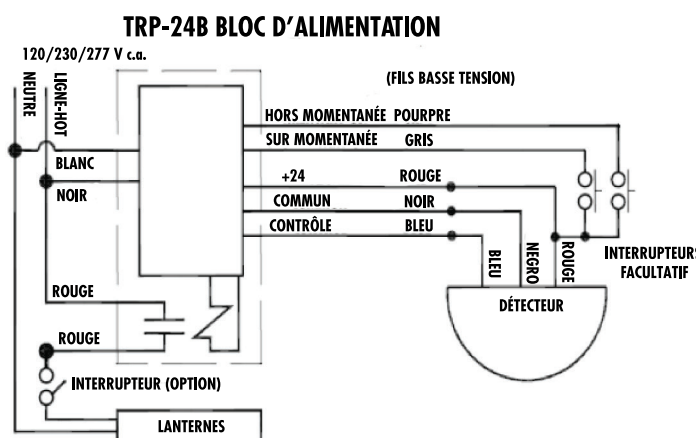 TRP-24B BLOC D'ALIMENTATION
120/230/277 V c.a.
NEUTRE
LIGNE-HOT
(FILS BASSE TENSION)
HORS MOMENTANÉE POURPRE
SUR MOMENTANÉE GRIS
BLANC
+24 ROUGE
NOIR
COMMUN NOIR
CONTRÔLE BLEU
BLEU
NEGRO
ROUGE
INTERRUPTEURS
FACULTATIF
ROUGE
DÉTECTEUR
ROUGE
INTERRUPTEUR (OPTION)
LANTERNES